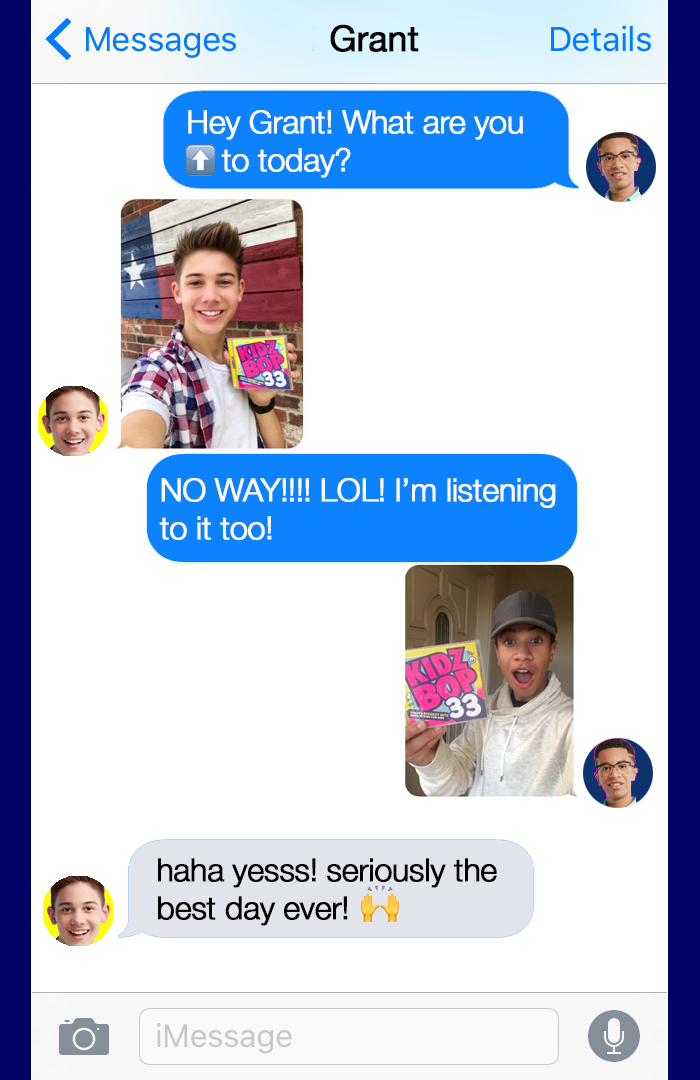 Messages Grant Details
Hey Grant! What are you
⬆️ to today?
KIDZ
BOP
33
NO WAY!!!! LOL! I’m listening
to it too!
KIDZ
BOP
33
haha yesss! seriously the
best day ever! 🙌
iMessage